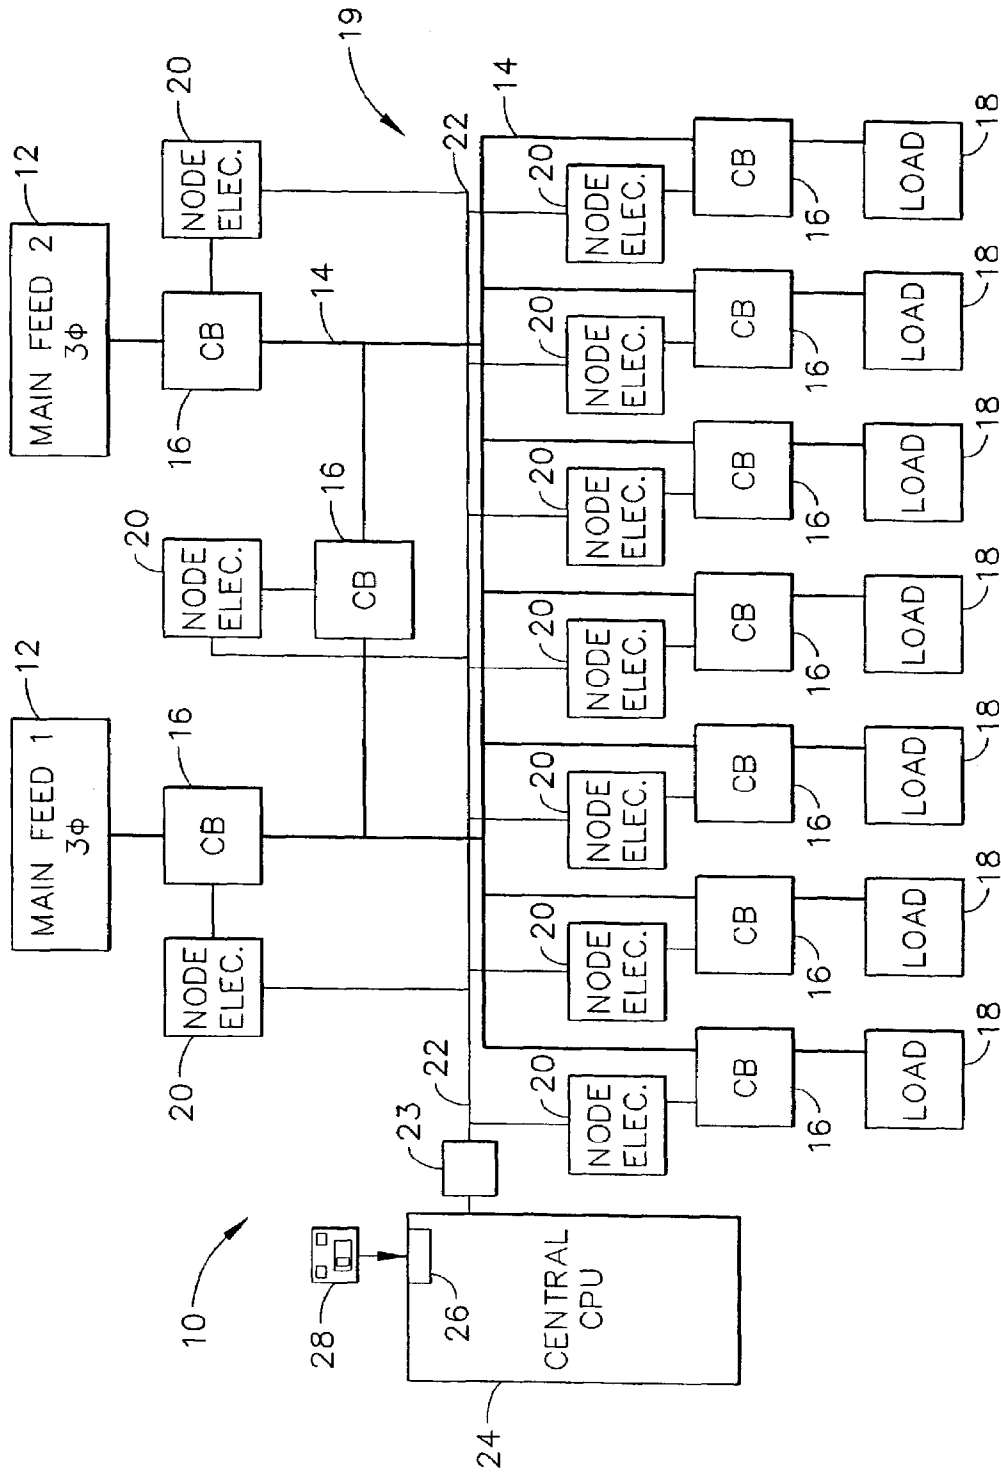 MAIN FEED 1
3Φ
12
MAIN FEED 2
3Φ
12
10
20
NODE
ELEC.
CB
16
20
NODE
ELEC.
16
CB
NODE
ELEC.
20
28
CB
16
14
19
26
CENTRAL
CPU
24
23
22
22
14
20
20
20
20
20
20
20
NODE
ELEC.
NODE
ELEC.
NODE
ELEC.
NODE
ELEC.
NODE
ELEC.
NODE
ELEC.
NODE
ELEC.
CB
CB
CB
CB
CB
CB
CB
16
16
16
16
16
16
16
LOAD
LOAD
LOAD
LOAD
LOAD
LOAD
LOAD
18
18
18
18
18
18
18